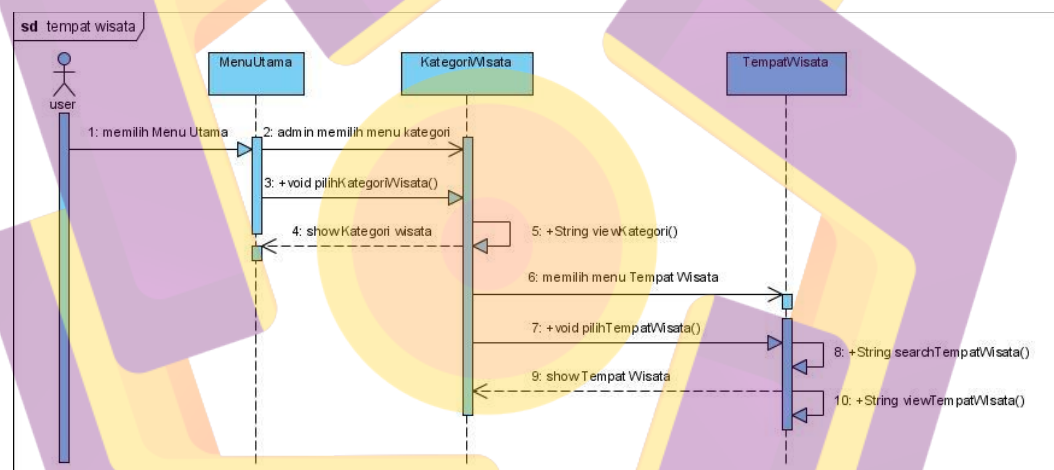 sd tempat wisata
MenuUtama
KategoriWIsata
TempatWisata
user
1: memilih Menu Utama
2: admin memilih menu kategori
3: +void pilihKategoriWisata()
4: showKategori wisata
5: +String viewKategori()
6: memilih menu Tempat Wisata
7: +void pilihTempatWisata()
8: +String searchTempatWisata()
9: showTempat Wisata
10: +String viewTempatWIsata()